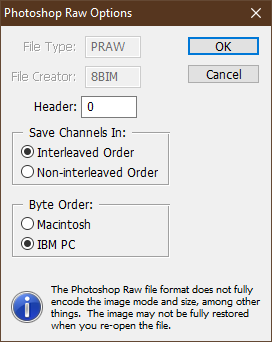 Photoshop Raw Options
File Type: PRAW
OK
File Creator: 8BIM
Cancel
Header: 0
Save Channels In:
Interleaved Order
Non-interleaved Order
Byte Order:
Macintosh
IBM PC
The Photoshop Raw file format does not fully
encode the image mode and size, among other
things. The image may not be fully restored
when you re-open the file.